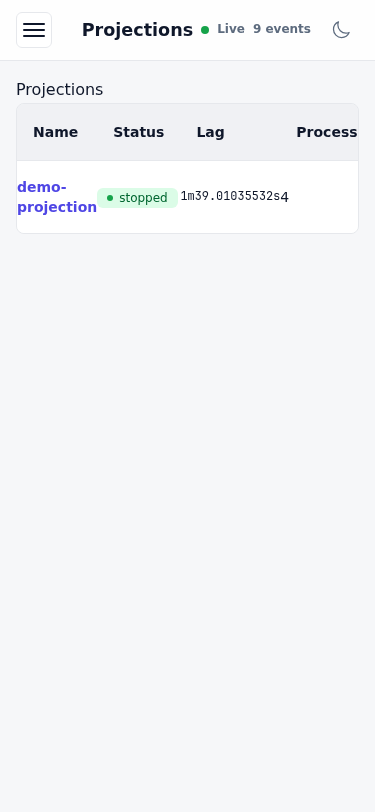 Projections Live 9 events
Projections
Name Status Lag Process
demo-
projection stopped 1m39.01035532s 4